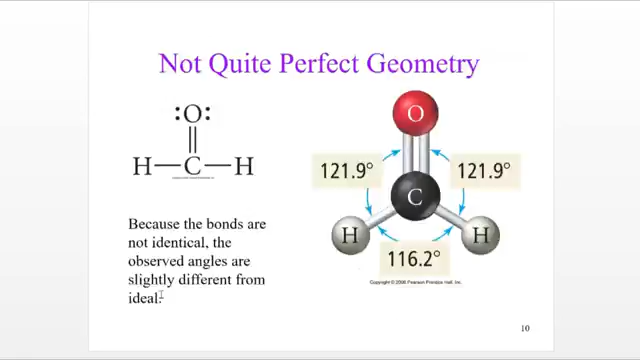 Not Quite Perfect Geometry
:O:
H—C—H
Because the bonds are
not identical, the
observed angles are
slightly different from
ideal.
O
121.9°
121.9°
C
H
H
116.2°
Copyright © 2008 Pearson Prentice Hall, Inc.
10